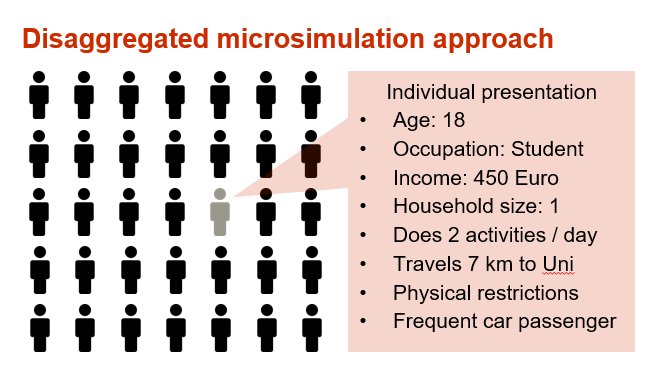 Disaggregated microsimulation approach
Individual presentation
• Age: 18
• Occupation: Student
• Income: 450 Euro
• Household size: 1
• Does 2 activities / day
• Travels 7 km to Uni
• Physical restrictions
• Frequent car passenger